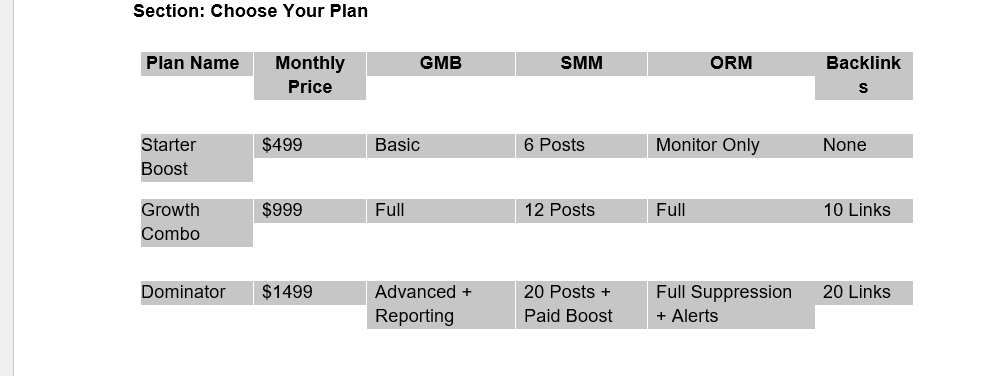 Section: Choose Your Plan
Plan Name Monthly Price GMB SMM ORM Backlinks
Starter Boost $499 Basic 6 Posts Monitor Only None
Growth Combo $999 Full 12 Posts Full 10 Links
Dominator $1499 Advanced + Reporting 20 Posts + Paid Boost Full Suppression + Alerts 20 Links